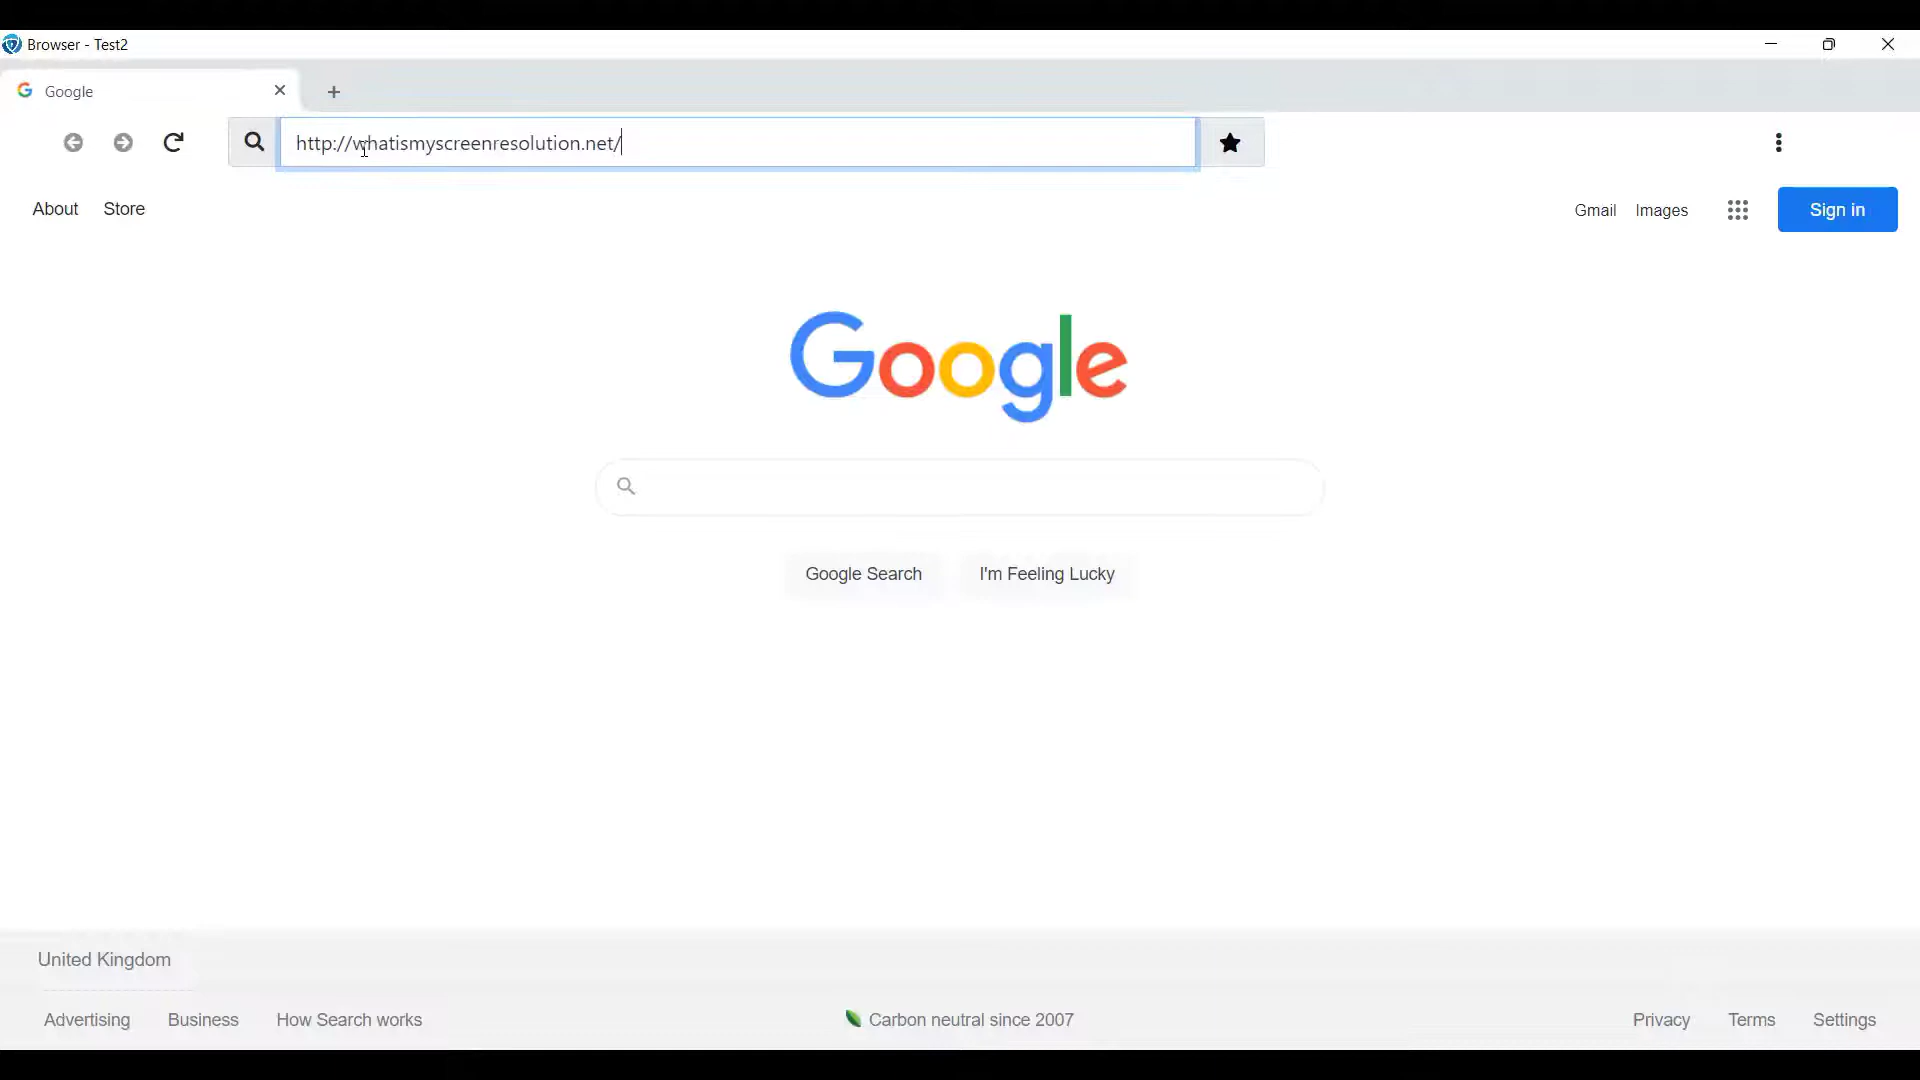 Browser - Test2
Google
http://whatismyscreenresolution.net/
About Store
Gmail Images Sign in
Google
Google Search I'm Feeling Lucky
United Kingdom
Advertising Business How Search works Carbon neutral since 2007 Privacy Terms Settings